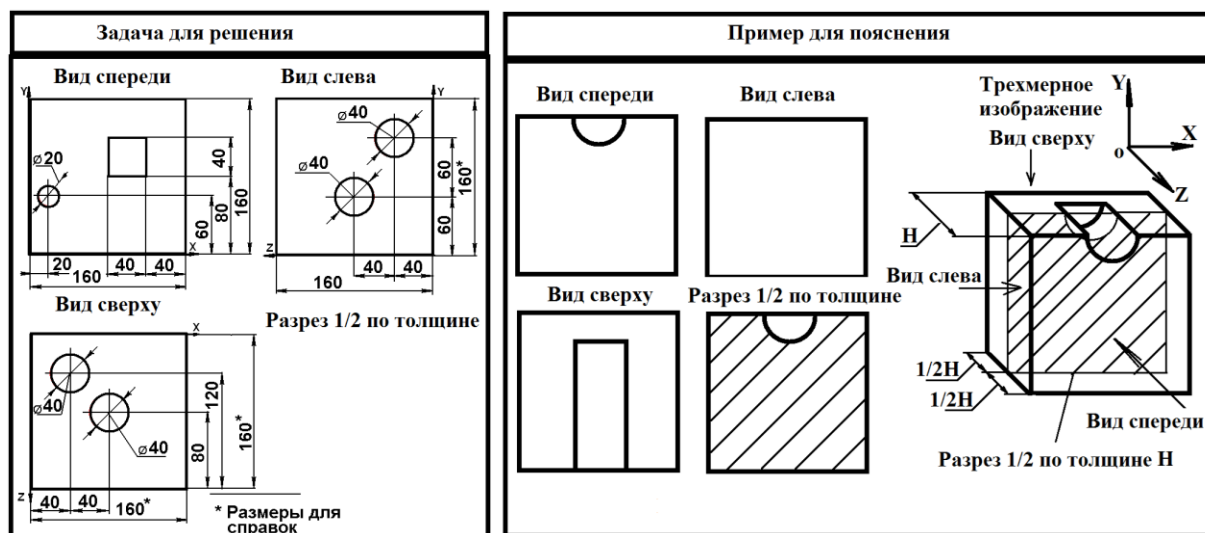 Задача для решения
Вид спереди
Вид слева
Y
⌀20
40
80
160
60
X
20
40
40
160
Y
⌀40
⌀40
60
160*
60
Z
40
40
160
Вид сверху
Разрез 1/2 по толщине
X
⌀40
⌀40
120
160*
80
Z
40
40
160*
* Размеры для
справок
Пример для пояснения
Вид спереди
Вид слева
Трехмерное
изображение
Вид сверху
Y
X
o
Z
H
Вид слева
Вид сверху
Разрез 1/2 по толщине
1/2H
1/2H
Вид спереди
Разрез 1/2 по толщине H